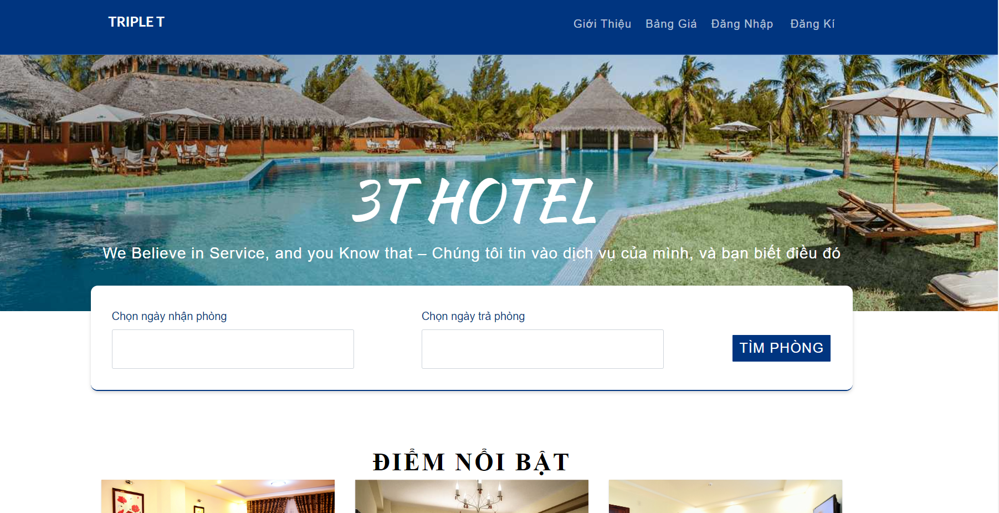 TRIPLE T
Giới Thiệu Bảng Giá Đăng Nhập Đăng Kí
3T HOTEL
We Believe in Service, and you Know that – Chúng tôi tin vào dịch vụ của mình, và bạn biết điều đó
Chọn ngày nhận phòng
Chọn ngày trả phòng
TÌM PHÒNG
ĐIỂM NỔI BẬT